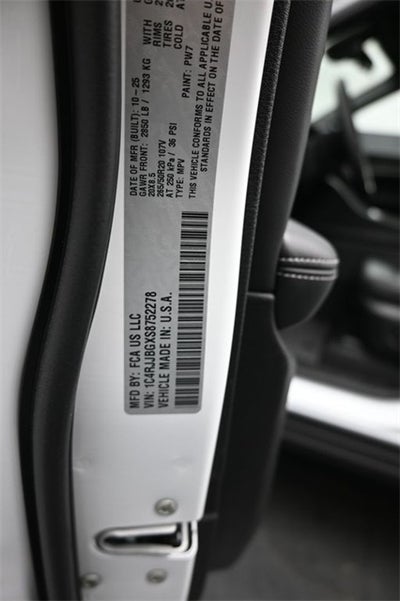 MFD BY: FCA US LLC
VIN: 1C4RJJBGXS8752278
VEHICLE MADE IN: U.S.A.
DATE OF MFR (BUILT): 10-25
GAWR FRONT: 2850 LB / 1293 KG WITH
20X8.5 RIMS
265/50R20 107V TIRES
AT 250 kPa / 36 PSI COLD
TYPE: MPV PAINT: PW7
THIS VEHICLE CONFORMS TO ALL APPLICABLE U
STANDARDS IN EFFECT ON THE DATE OF